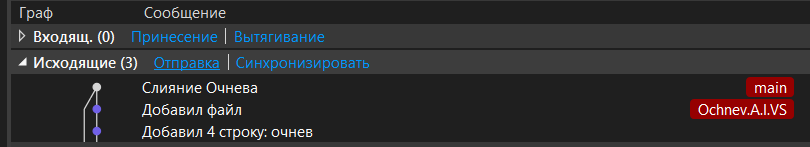 Граф Сообщение
Входящ. (0) Принесение | Вытягивание
Исходящие (3) Отправка | Синхронизировать
Слияние Очнева main
Добавил файл Ochnev.A.I.VS
Добавил 4 строку: очнев